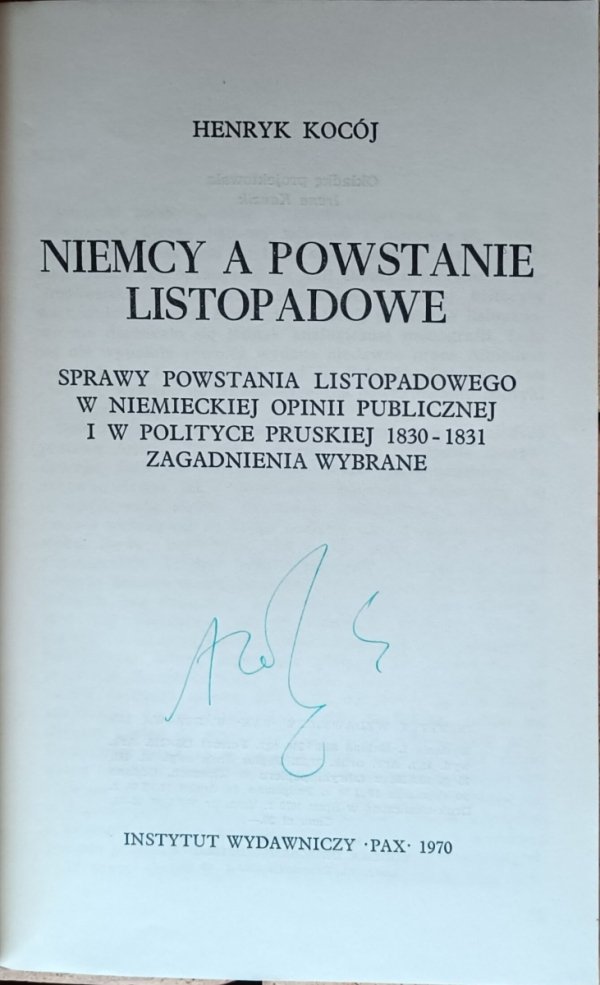 HENRYK KOCÓJ
NIEMCY A POWSTANIE
LISTOPADOWE
SPRAWY POWSTANIA LISTOPADOWEGO
W NIEMIECKIEJ OPINII PUBLICZNEJ
I W POLITYCE PRUSKIEJ 1830-1831
ZAGADNIENIA WYBRANE
INSTYTUT WYDAWNICZY ·PAX· 1970